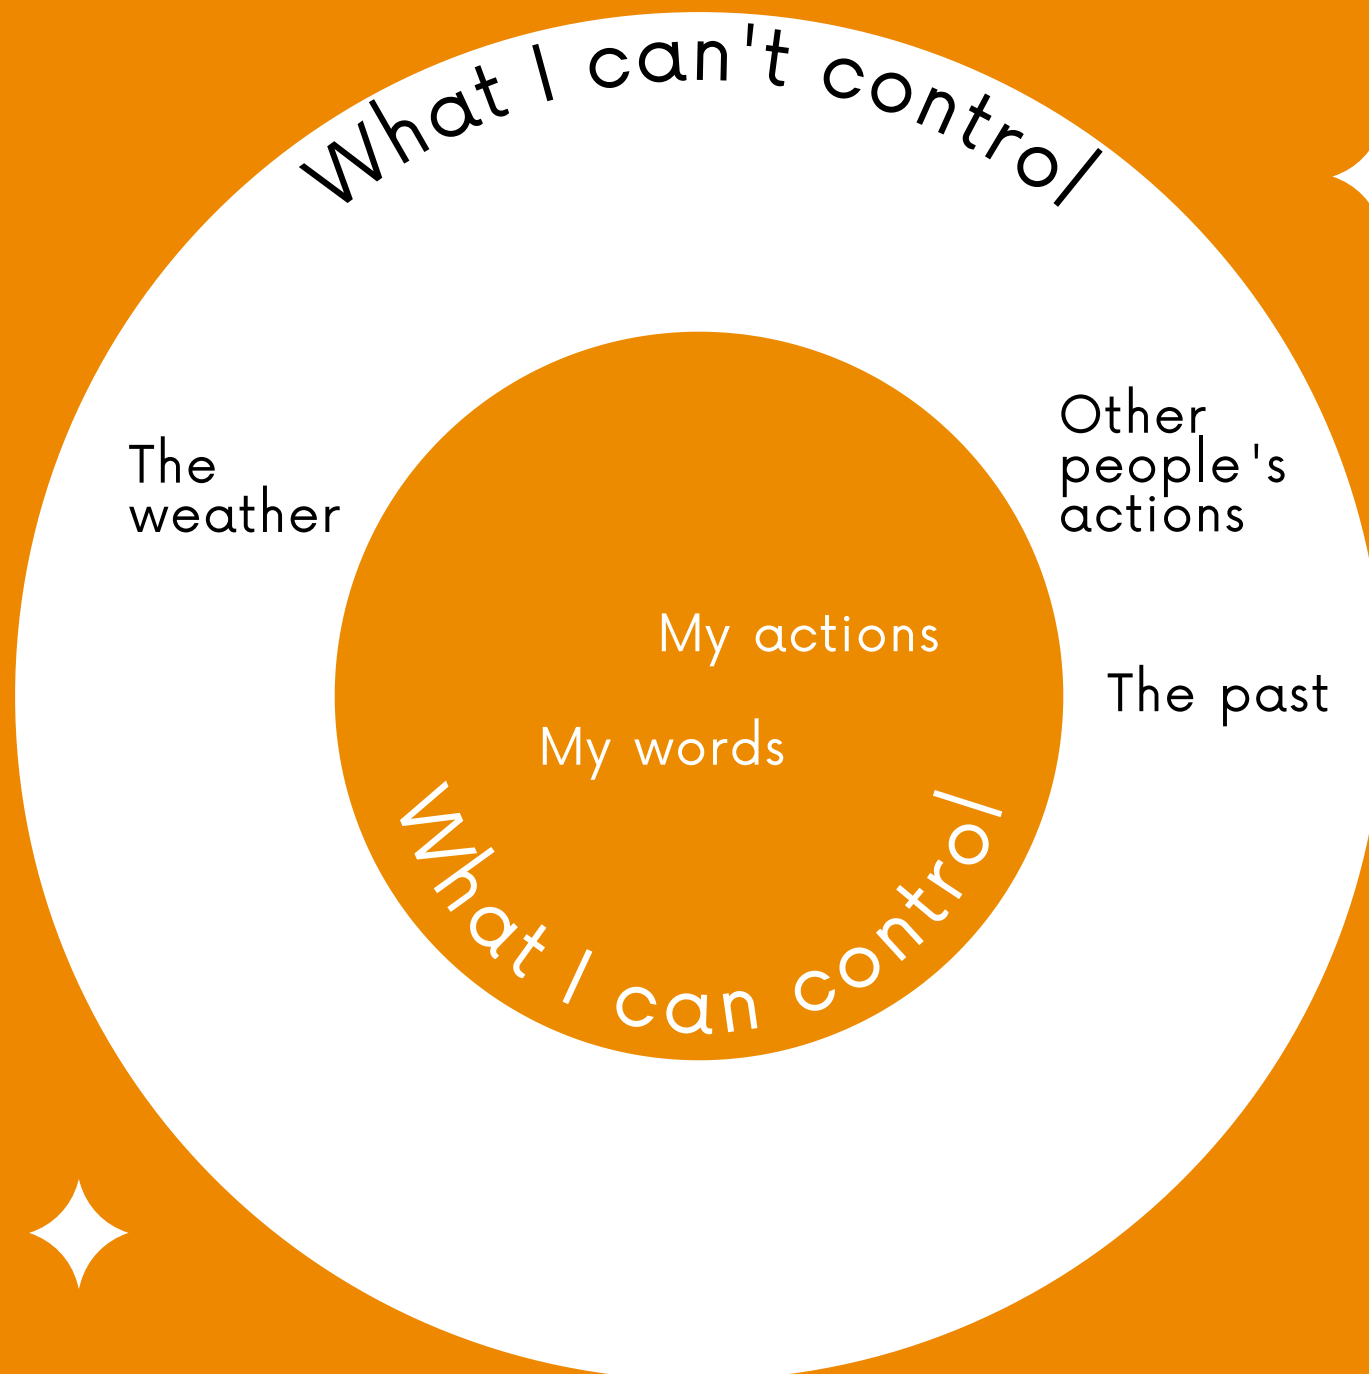 What I can't control
The
weather
Other
people's
actions
The past
My actions
My words
What I can control